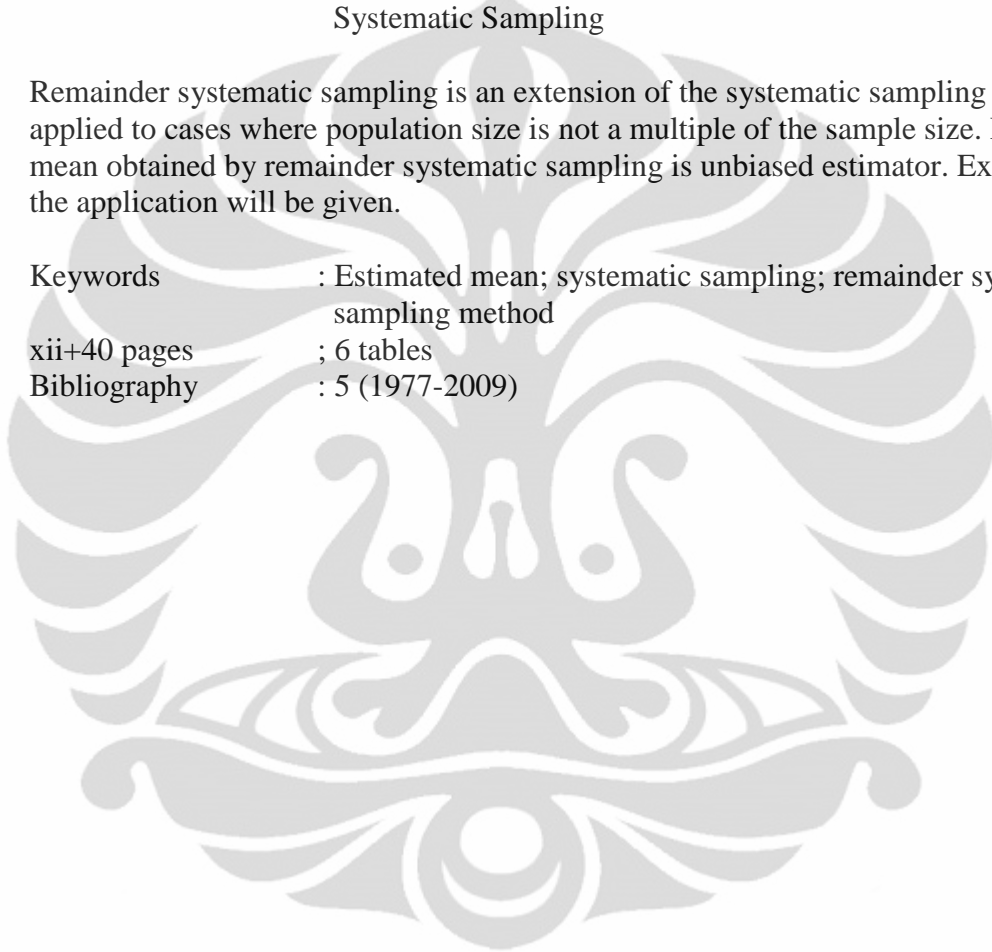 Systematic Sampling
Remainder systematic sampling is an extension of the systematic sampling
applied to cases where population size is not a multiple of the sample size.
mean obtained by remainder systematic sampling is unbiased estimator. Ex
the application will be given.
Keywords : Estimated mean; systematic sampling; remainder sy
sampling method
xii+40 pages ; 6 tables
Bibliography : 5 (1977-2009)